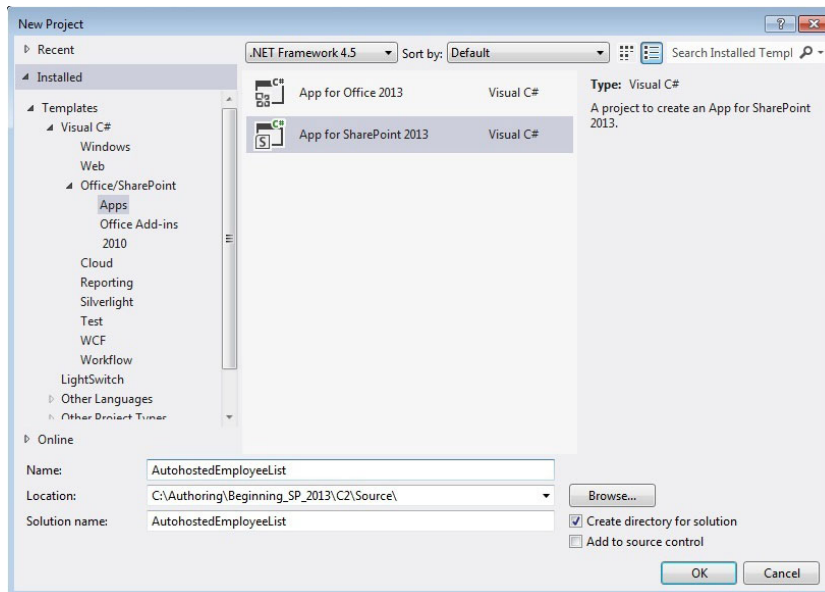 New Project
Recent
.NET Framework 4.5
Sort by:
Default
Search Installed Templ
Installed
Templates
Visual C#
Windows
Web
Office/SharePoint
Apps
Office Add-ins
2010
Cloud
Reporting
Silverlight
Test
WCF
Workflow
LightSwitch
Other Languages
Other Project Types
Online
C#
App for Office 2013
Visual C#
C#
App for SharePoint 2013
Visual C#
Type: Visual C#
A project to create an App for SharePoint
2013.
Name:
AutohostedEmployeeList
Location:
C:\Authoring\Beginning_SP_2013\C2\Source\
Browse...
Solution name:
AutohostedEmployeeList
Create directory for solution
Add to source control
OK
Cancel